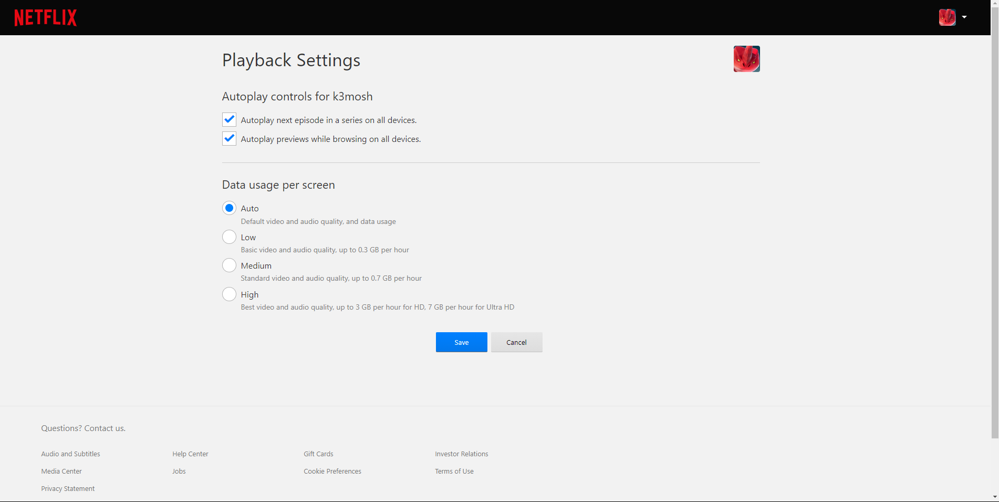 NETFLIX
Playback Settings
Autoplay controls for k3mosh
Autoplay next episode in a series on all devices.
Autoplay previews while browsing on all devices.
Data usage per screen
Auto
Default video and audio quality, and data usage
Low
Basic video and audio quality, up to 0.3 GB per hour
Medium
Standard video and audio quality, up to 0.7 GB per hour
High
Best video and audio quality, up to 3 GB per hour for HD, 7 GB per hour for Ultra HD
Save Cancel
Questions? Contact us.
Audio and Subtitles Help Center Gift Cards Investor Relations
Media Center Jobs Cookie Preferences Terms of Use
Privacy Statement